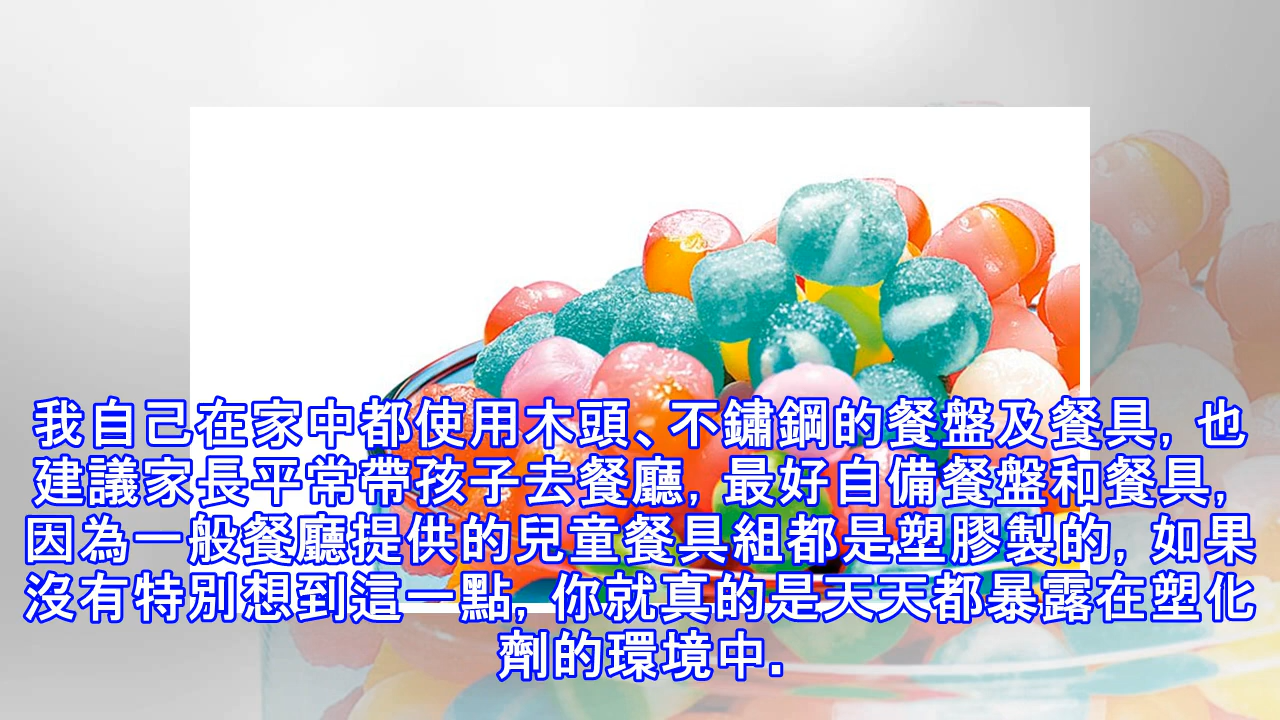 我自己在家中都使用木頭、不鏽鋼的餐盤及餐具, 也
建議家長平常帶孩子去餐廳, 最好自備餐盤和餐具,
因為一般餐廳提供的兒童餐具組都是塑膠製的, 如果
沒有特別想到這一點, 你就真的是天天都暴露在塑化
劑的環境中.